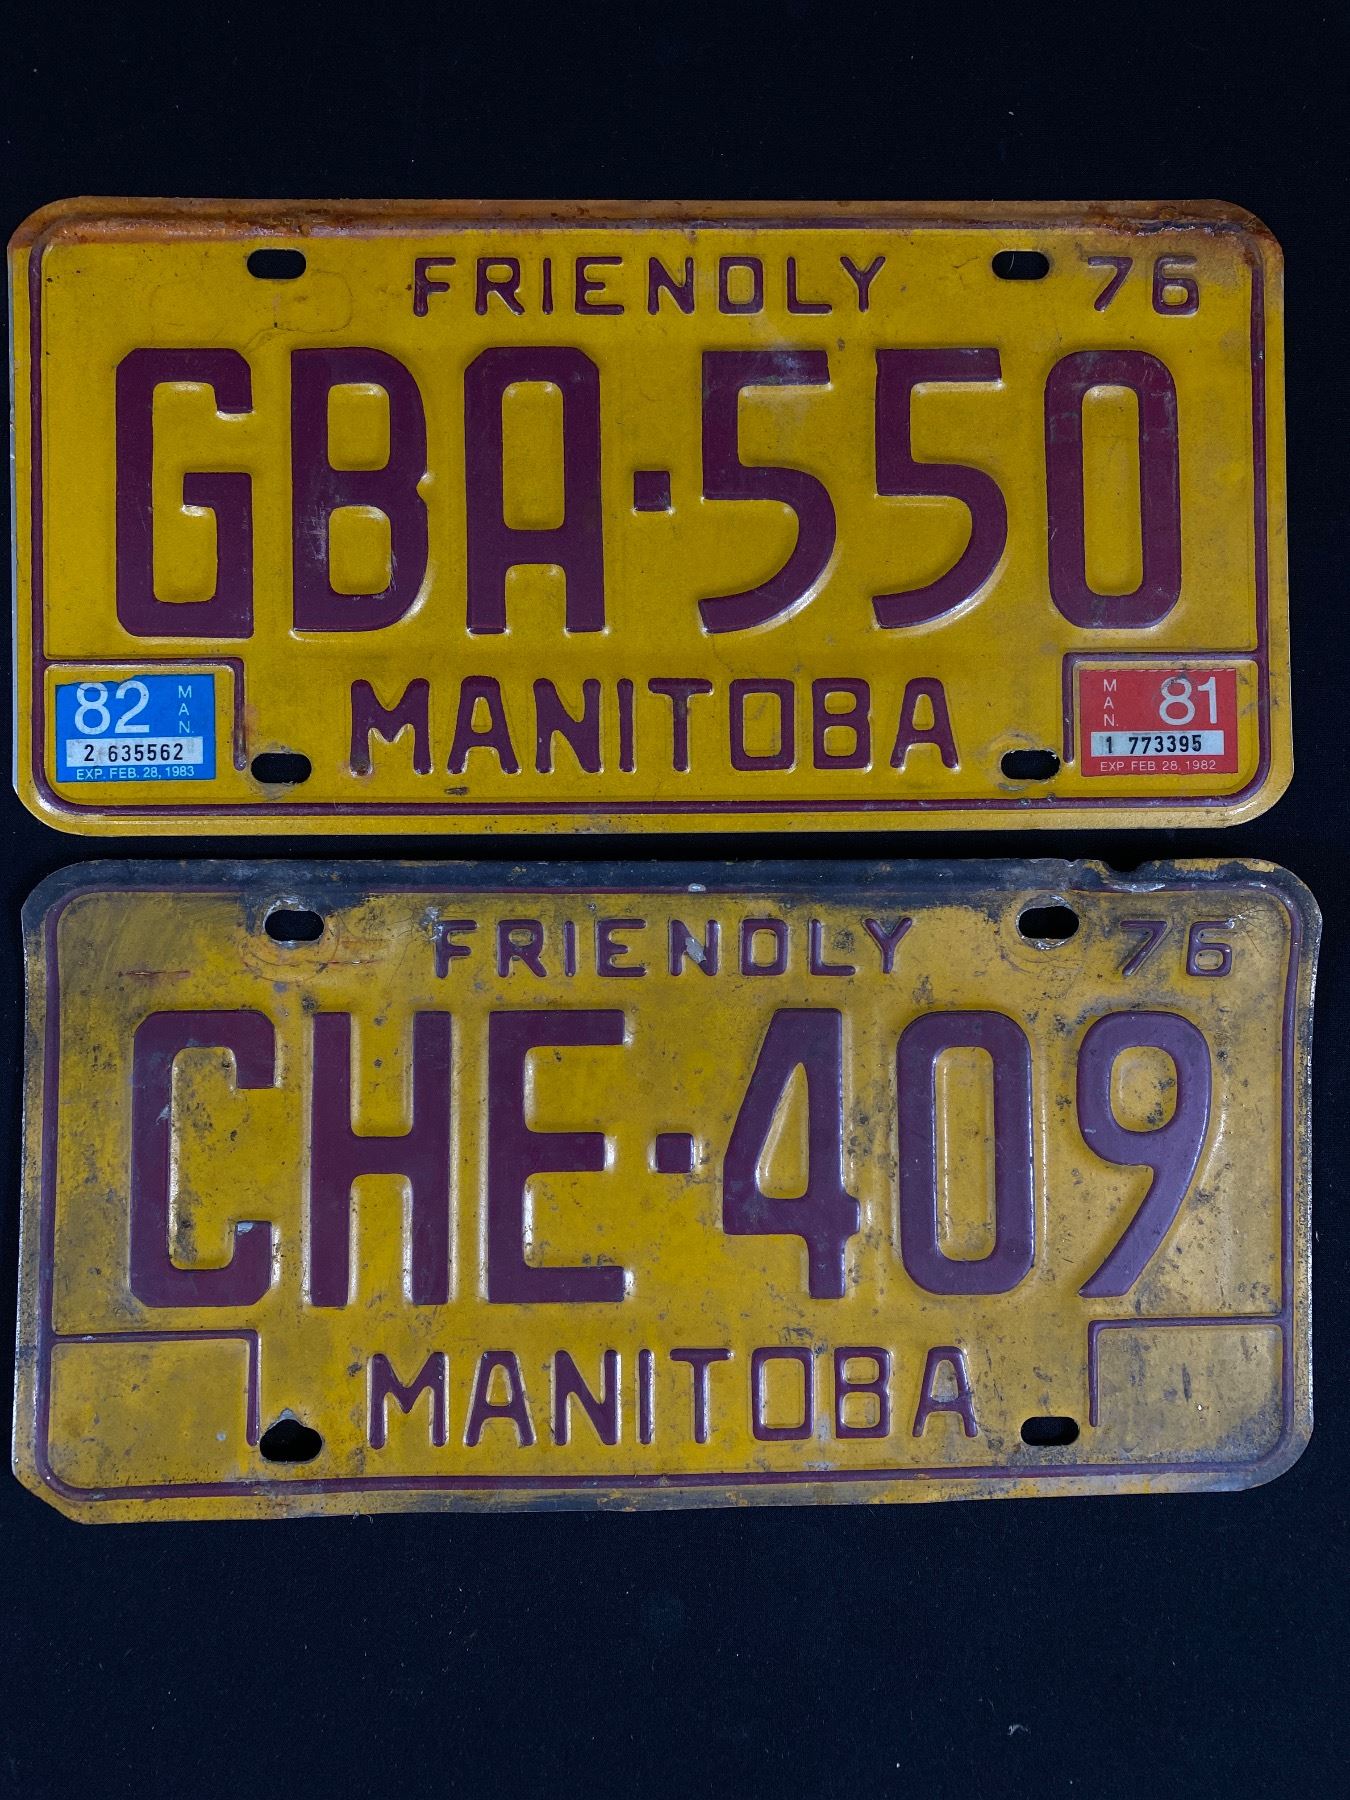 FRIENDLY 76
GBA·550
MANITOBA
82 MAN.
2 635562
EXP. FEB. 28, 1983
MAN. 81
1 773395
EXP. FEB. 28, 1982
FRIENDLY 76
CHE·409
MANITOBA